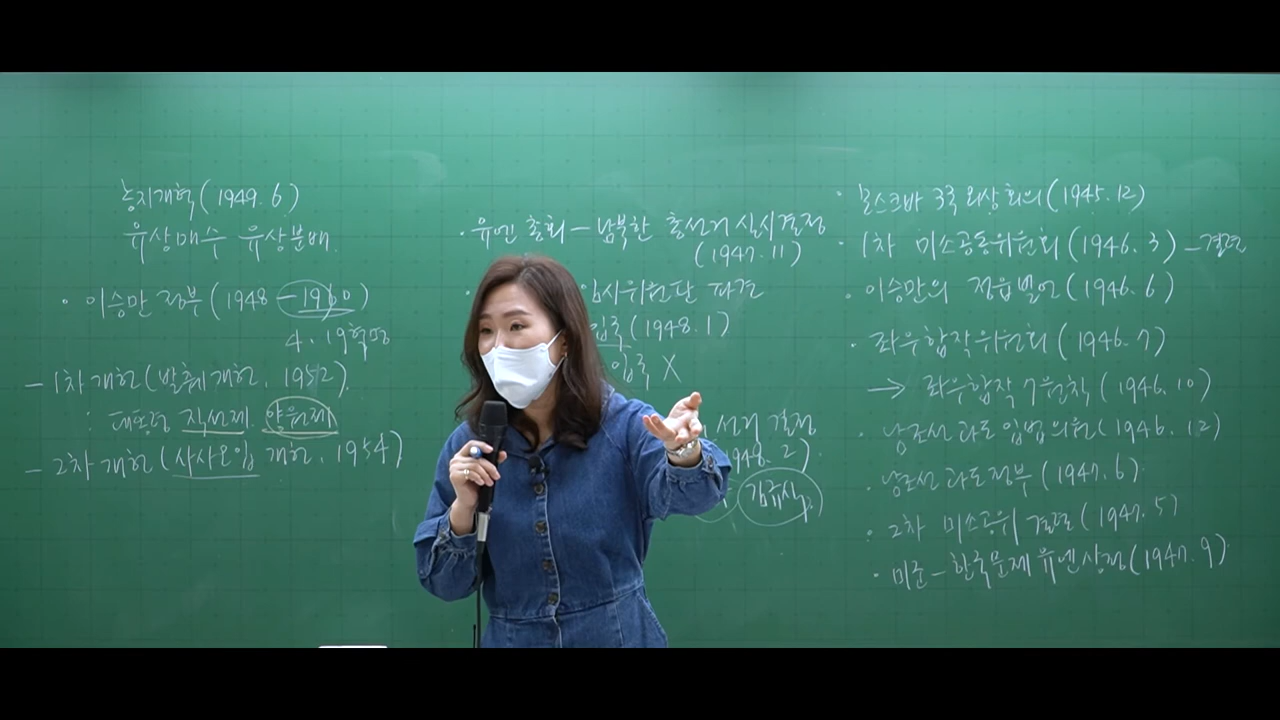 농지개혁(1949.6)
유상매수 유상분배.
· 이승만 정부(1948-1960)
4.19혁명
- 1차 개헌(발췌개헌. 1952).
: 대통령 직선제. 양원제
- 2차 개헌(사사오입 개헌. 1954)
· 유엔 총회 - 남북한 총선거 실시결정
(1947.11)
임시위원단 파견
입국(1948.1)
입국 X
선거 결정
1948.2)
김규식
· 모스크바 3국 외상 회의(1945.12)
· 1차 미소공동위원회(1946.3) - 결렬
· 이승만의 정읍발언(1946.6)
· 좌우합작위원회(1946.7)
→ 좌우합작 7원칙(1946.10)
· 남조선 과도 입법의원(1946.12)
· 남조선 과도정부(1947.6)
· 2차 미소공위 결렬(1947.5)
· 미군 - 한국문제 유엔상정(1947.9)